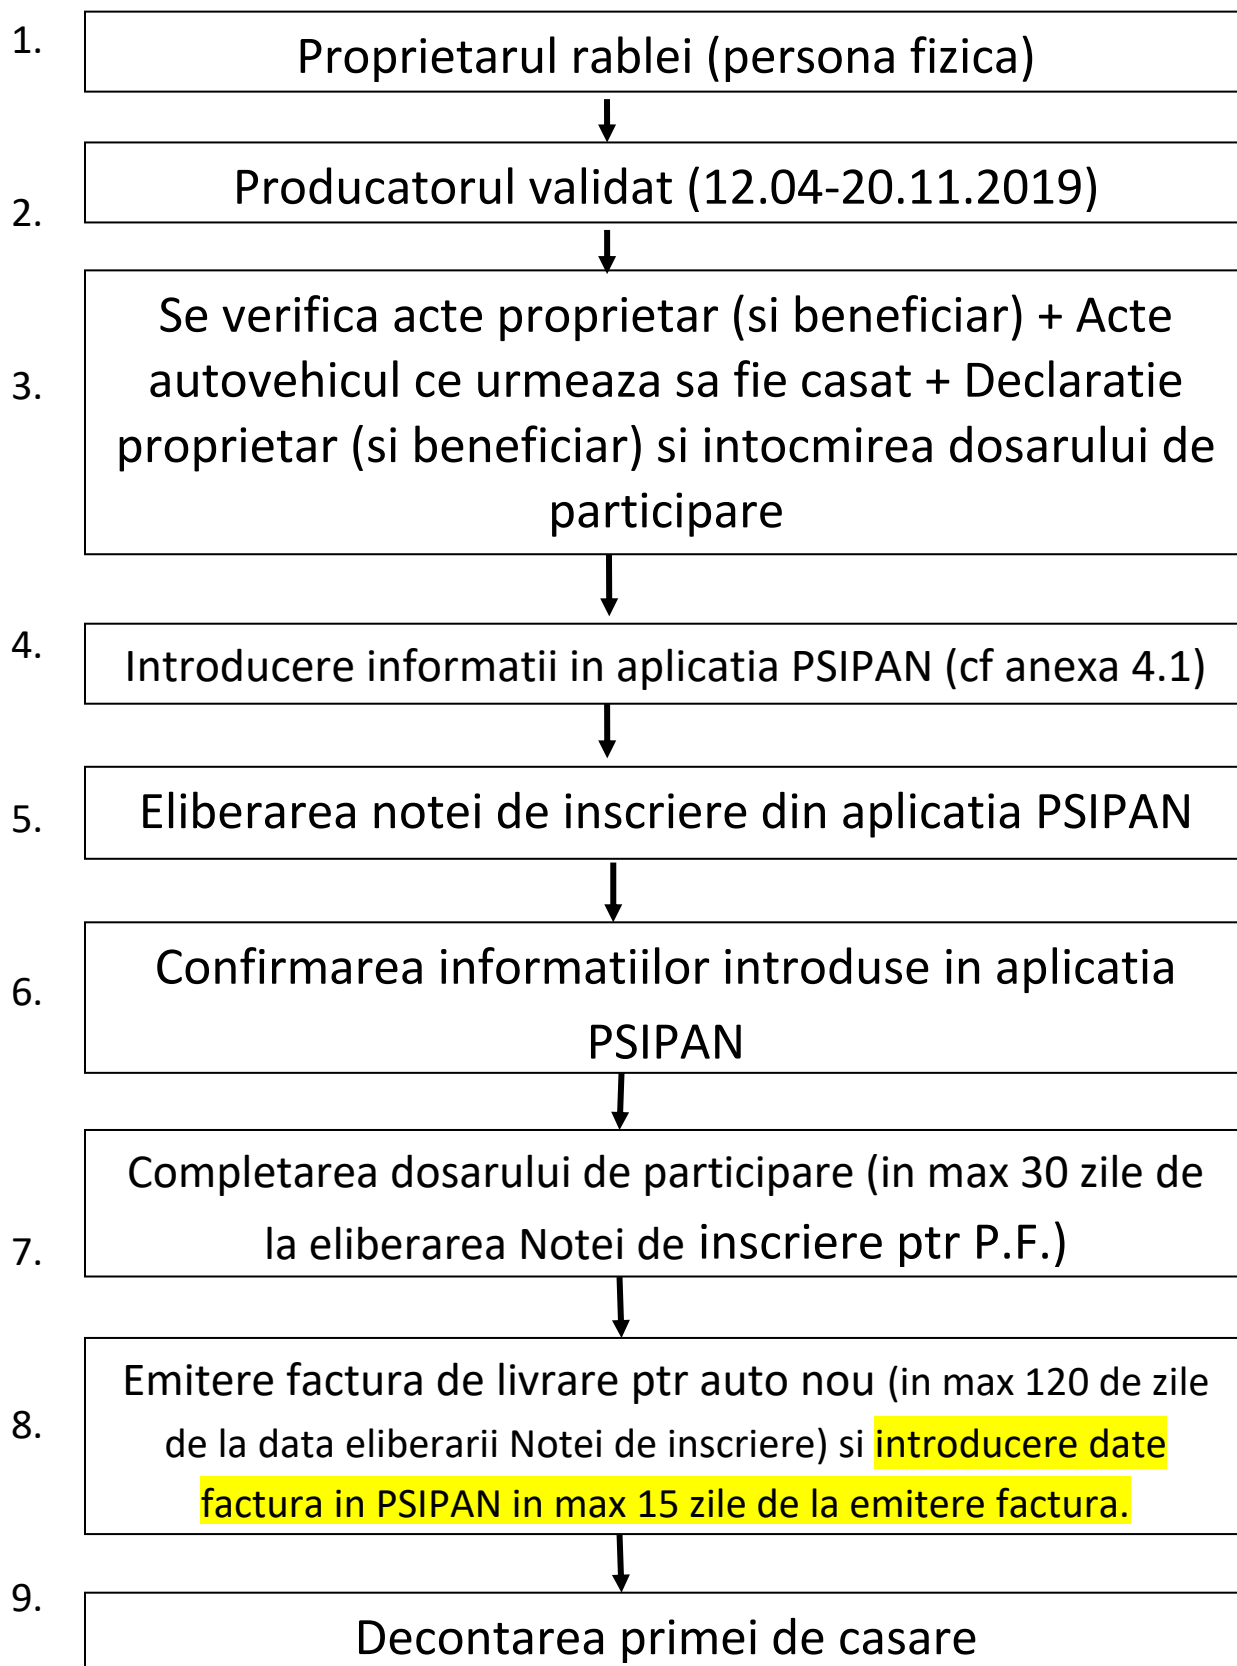 1.
Proprietarul rablei (persona fizica)
2.
Producatorul validat (12.04-20.11.2019)
3.
Se verifica acte proprietar (si beneficiar) + Acte
autovehicul ce urmeaza sa fie casat + Declaratie
proprietar (si beneficiar) si intocmirea dosarului de
participare
4.
Introducere informatii in aplicatia PSIPAN (cf anexa 4.1)
5.
Eliberarea notei de inscriere din aplicatia PSIPAN
6.
Confirmarea informatiilor introduse in aplicatia
PSIPAN
7.
Completarea dosarului de participare (in max 30 zile de
la eliberarea Notei de inscriere ptr P.F.)
8.
Emitere factura de livrare ptr auto nou (in max 120 de zile
de la data eliberarii Notei de inscriere) si introducere date
factura in PSIPAN in max 15 zile de la emitere factura.
9.
Decontarea primei de casare